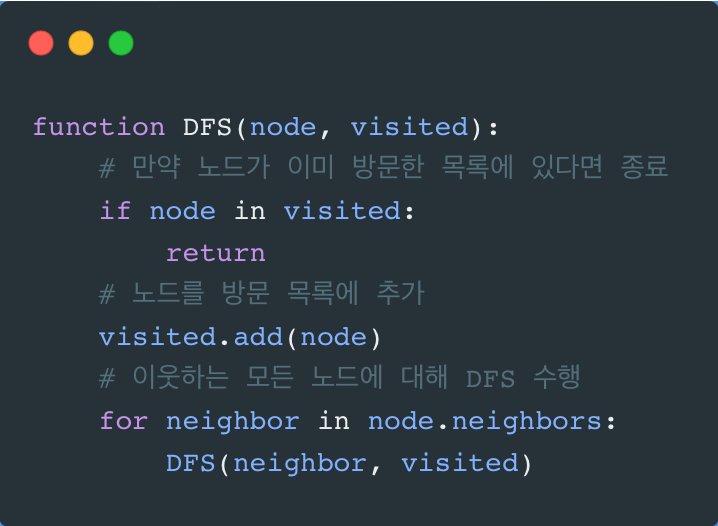 function DFS(node, visited):
    # 만약 노드가 이미 방문한 목록에 있다면 종료
    if node in visited:
        return
    # 노드를 방문 목록에 추가
    visited.add(node)
    # 이웃하는 모든 노드에 대해 DFS 수행
    for neighbor in node.neighbors:
        DFS(neighbor, visited)